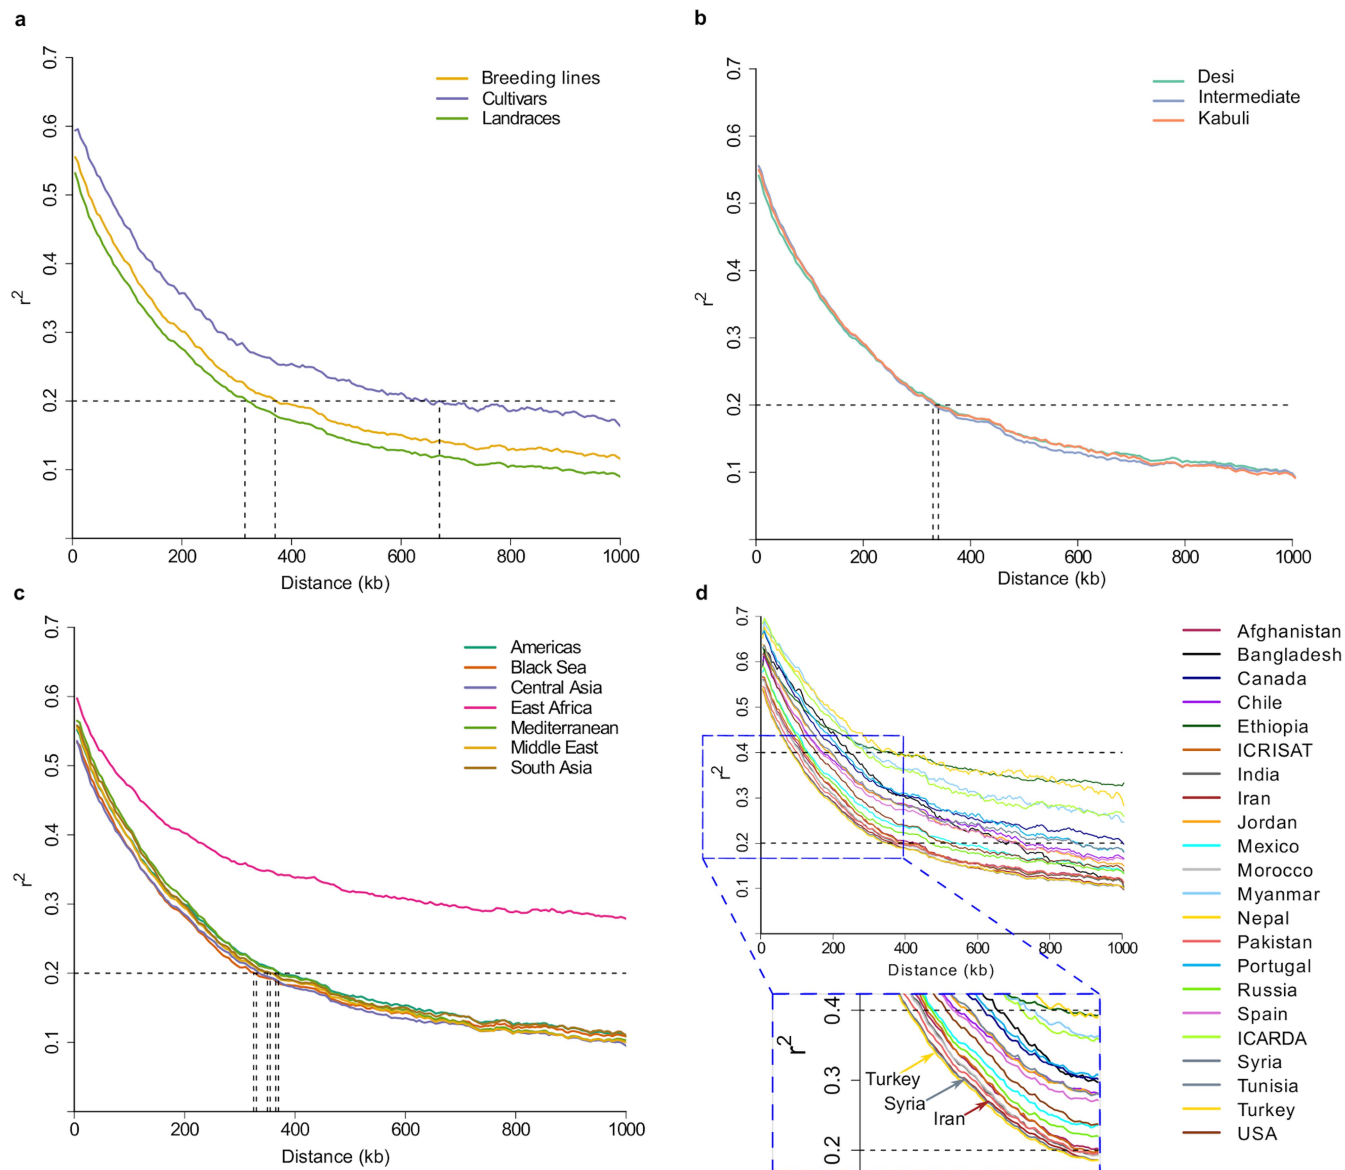 a
0.7
0.6
0.5
0.4
0.3
0.2
0.1
r2
0
200
400
600
800
1000
Distance (kb)
Breeding lines
Cultivars
Landraces
b
0.7
0.6
0.5
0.4
0.3
0.2
0.1
r2
0
200
400
600
800
1000
Distance (kb)
Desi
Intermediate
Kabuli
c
0.7
0.6
0.5
0.4
0.3
0.2
0.1
r2
0
200
400
600
800
1000
Distance (kb)
Americas
Black Sea
Central Asia
East Africa
Mediterranean
Middle East
South Asia
d
0.7
0.6
0.5
0.4
0.3
0.2
0.1
r2
0
200
400
600
800
1000
Distance (kb)
0.4
0.3
0.2
r2
Turkey
Syria
Iran
Afghanistan
Bangladesh
Canada
Chile
Ethiopia
ICRISAT
India
Iran
Jordan
Mexico
Morocco
Myanmar
Nepal
Pakistan
Portugal
Russia
Spain
ICARDA
Syria
Tunisia
Turkey
USA